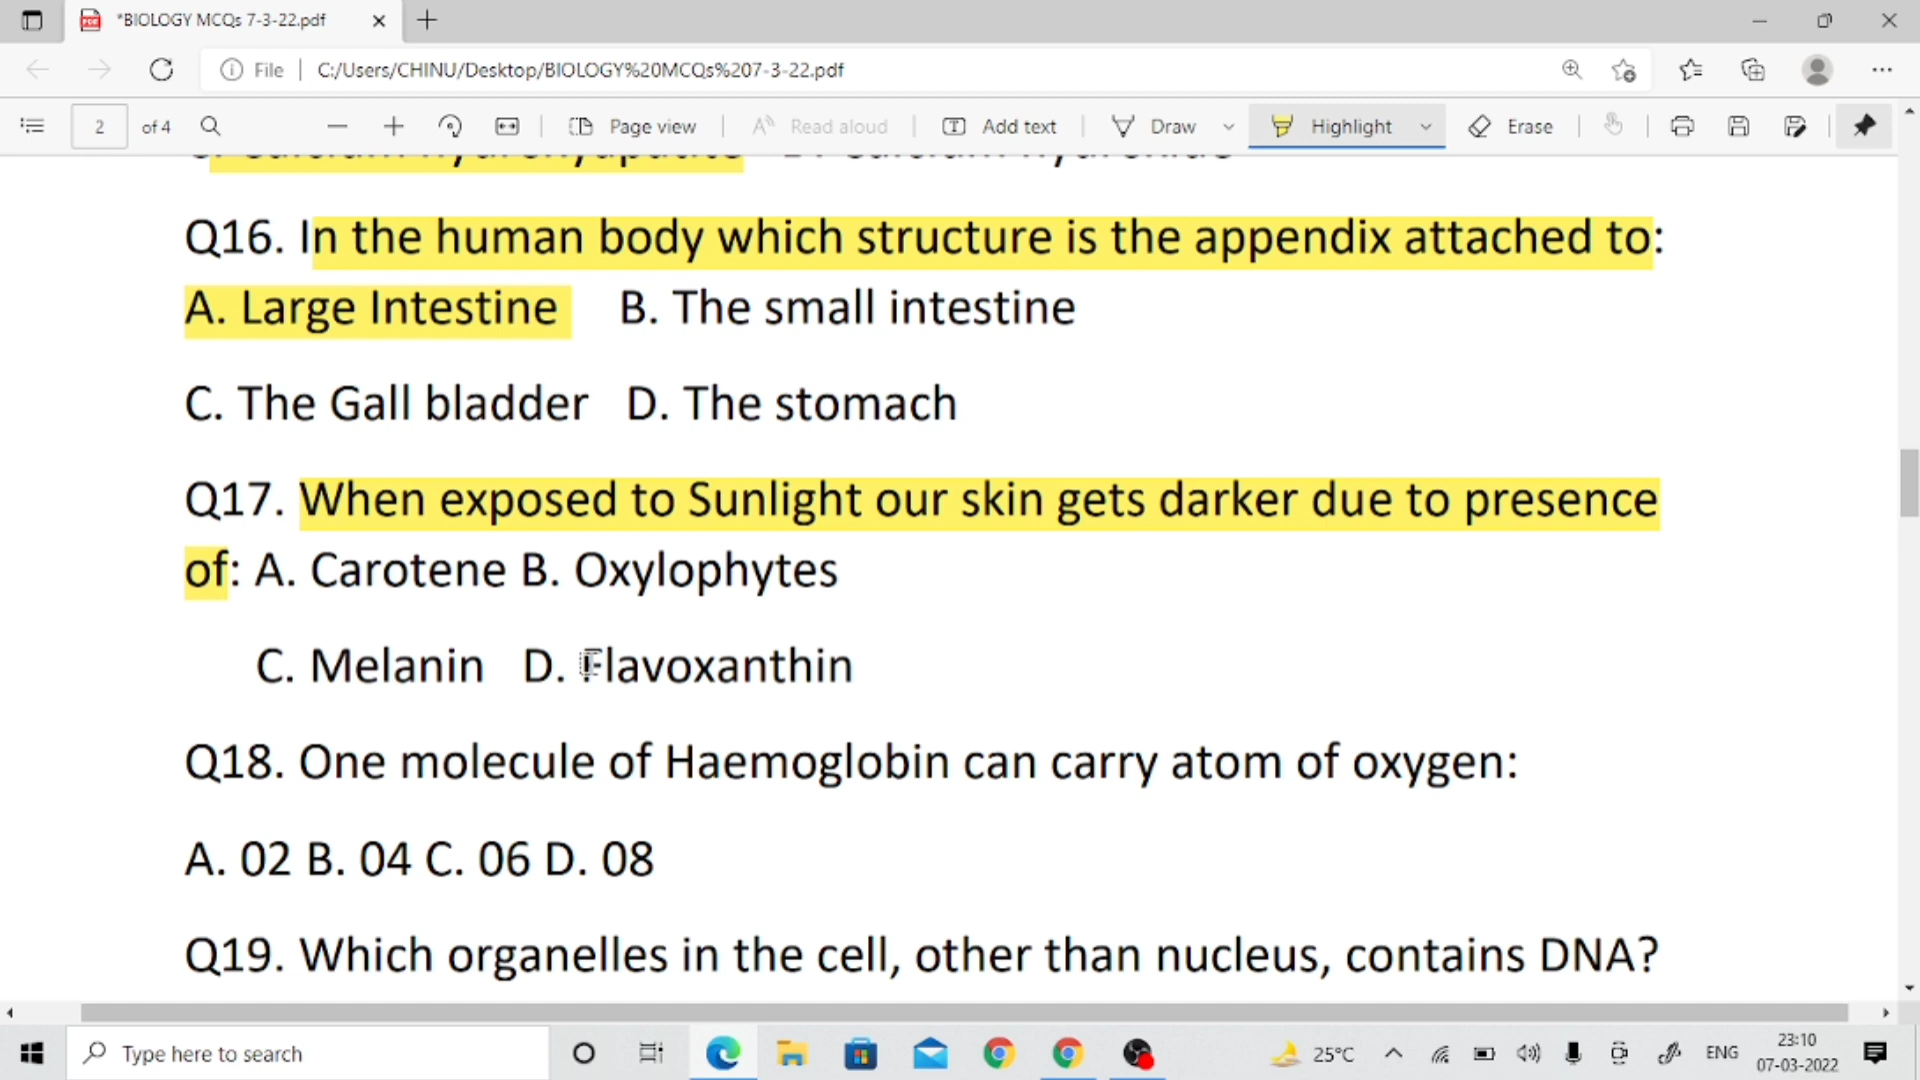 *BIOLOGY MCQs 7-3-22.pdf
File
C:/Users/CHINU/Desktop/BIOLOGY%20MCQs%207-3-22.pdf
2 of 4
Page view
Read aloud
Add text
Draw
Highlight
Erase
Q16. In the human body which structure is the appendix attached to:
A. Large Intestine B. The small intestine
C. The Gall bladder D. The stomach
Q17. When exposed to Sunlight our skin gets darker due to presence
of: A. Carotene B. Oxylophytes
C. Melanin D. Flavoxanthin
Q18. One molecule of Haemoglobin can carry atom of oxygen:
A. 02 B. 04 C. 06 D. 08
Q19. Which organelles in the cell, other than nucleus, contains DNA?
Type here to search
25°C
ENG
23:10
07-03-2022